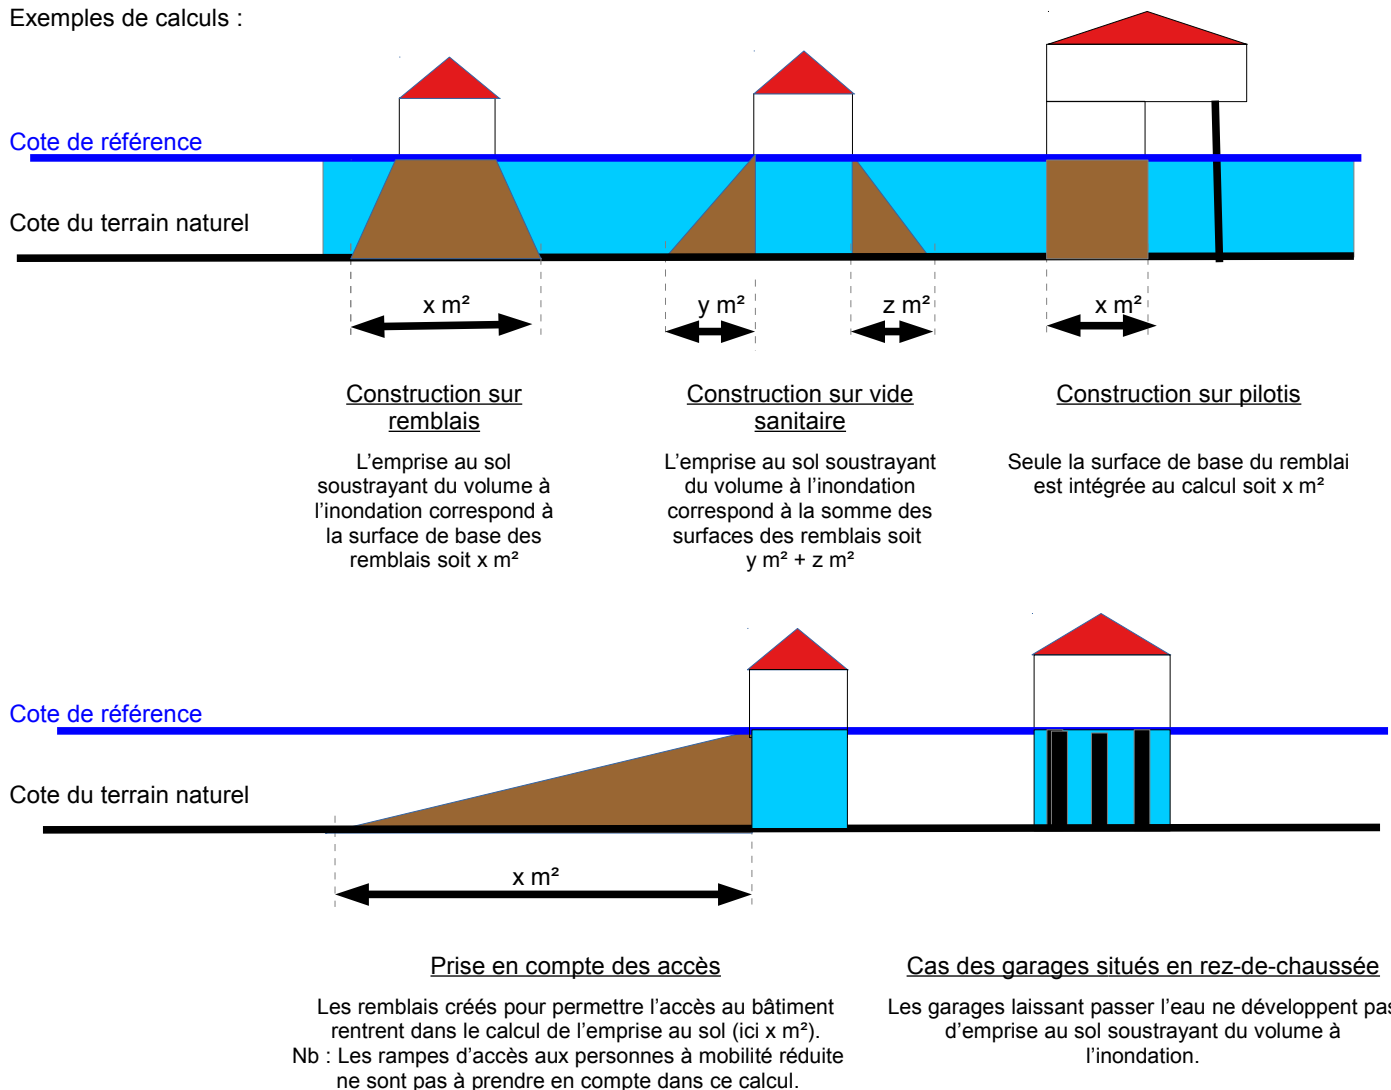 Exemples de calculs :
Cote de référence
Cote du terrain naturel
x m²
y m²
z m²
x m²
Construction sur
remblais
L'emprise au sol
soustrayant du volume à
l'inondation correspond à
la surface de base des
remblais soit x m²
Construction sur vide
sanitaire
L'emprise au sol soustrayant
du volume à l'inondation
correspond à la somme des
surfaces des remblais soit
y m² + z m²
Construction sur pilotis
Seule la surface de base du remblai
est intégrée au calcul soit x m²
Cote de référence
Cote du terrain naturel
x m²
Prise en compte des accès
Les remblais créés pour permettre l'accès au bâtiment
rentrent dans le calcul de l'emprise au sol (ici x m²).
Nb : Les rampes d'accès aux personnes à mobilité réduite
ne sont pas à prendre en compte dans ce calcul.
Cas des garages situés en rez-de-chaussée
Les garages laissant passer l'eau ne développent pas
d'emprise au sol soustrayant du volume à
l'inondation.